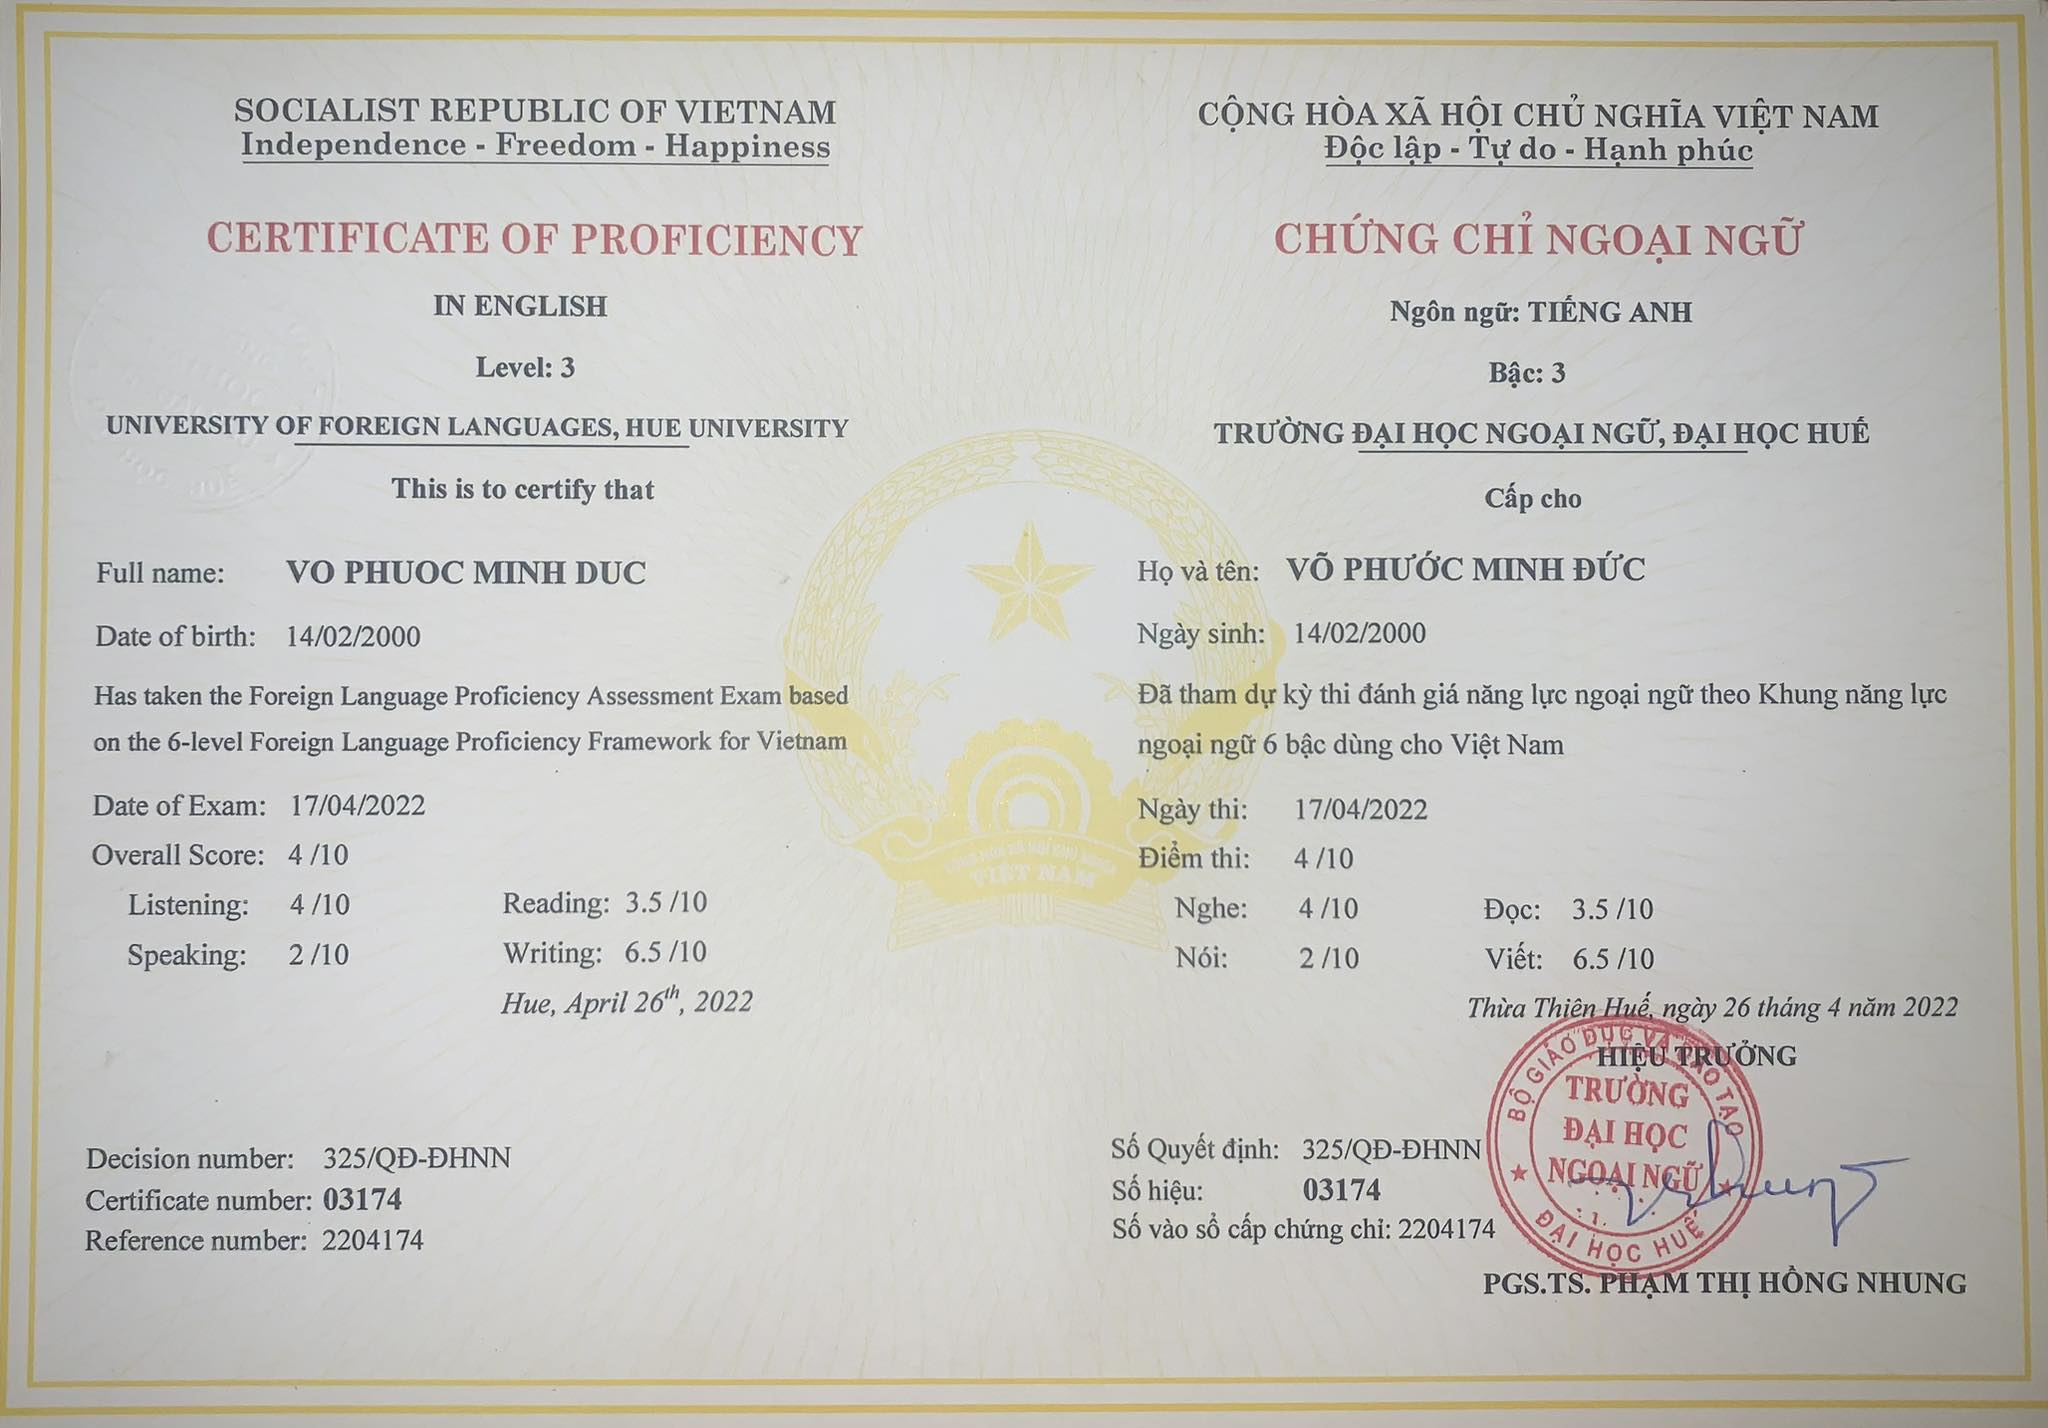 SOCIALIST REPUBLIC OF VIETNAM
Independence - Freedom - Happiness
CERTIFICATE OF PROFICIENCY
IN ENGLISH
Level: 3
UNIVERSITY OF FOREIGN LANGUAGES, HUE UNIVERSITY
This is to certify that
Full name: VO PHUOC MINH DUC
Date of birth: 14/02/2000
Has taken the Foreign Language Proficiency Assessment Exam based
on the 6-level Foreign Language Proficiency Framework for Vietnam
Date of Exam: 17/04/2022
Overall Score: 4 /10
Listening: 4 /10 Reading: 3.5 /10
Speaking: 2 /10 Writing: 6.5 /10
Hue, April 26th, 2022
Decision number: 325/QĐ-ĐHNN
Certificate number: 03174
Reference number: 2204174
CỘNG HÒA XÃ HỘI CHỦ NGHĨA VIỆT NAM
Độc lập - Tự do - Hạnh phúc
CHỨNG CHỈ NGOẠI NGỮ
Ngôn ngữ: TIẾNG ANH
Bậc: 3
TRƯỜNG ĐẠI HỌC NGOẠI NGỮ, ĐẠI HỌC HUẾ
Cấp cho
Họ và tên: VÕ PHƯỚC MINH ĐỨC
Ngày sinh: 14/02/2000
Đã tham dự kỳ thi đánh giá năng lực ngoại ngữ theo Khung năng lực
ngoại ngữ 6 bậc dùng cho Việt Nam
Ngày thi: 17/04/2022
Điểm thi: 4 /10
Nghe: 4 /10 Đọc: 3.5 /10
Nói: 2 /10 Viết: 6.5 /10
Thừa Thiên Huế, ngày 26 tháng 4 năm 2022
HIỆU TRƯỞNG
BỘ GIÁO DỤC VÀ ĐÀO TẠO
TRƯỜNG
ĐẠI HỌC
NGOẠI NGỮ
ĐẠI HỌC HUẾ
Số Quyết định: 325/QĐ-ĐHNN
Số hiệu: 03174
Số vào sổ cấp chứng chỉ: 2204174
PGS.TS. PHẠM THỊ HỒNG NHUNG
CỘNG HÒA XÃ HỘI CHỦ NGHĨA
VIỆT NAM